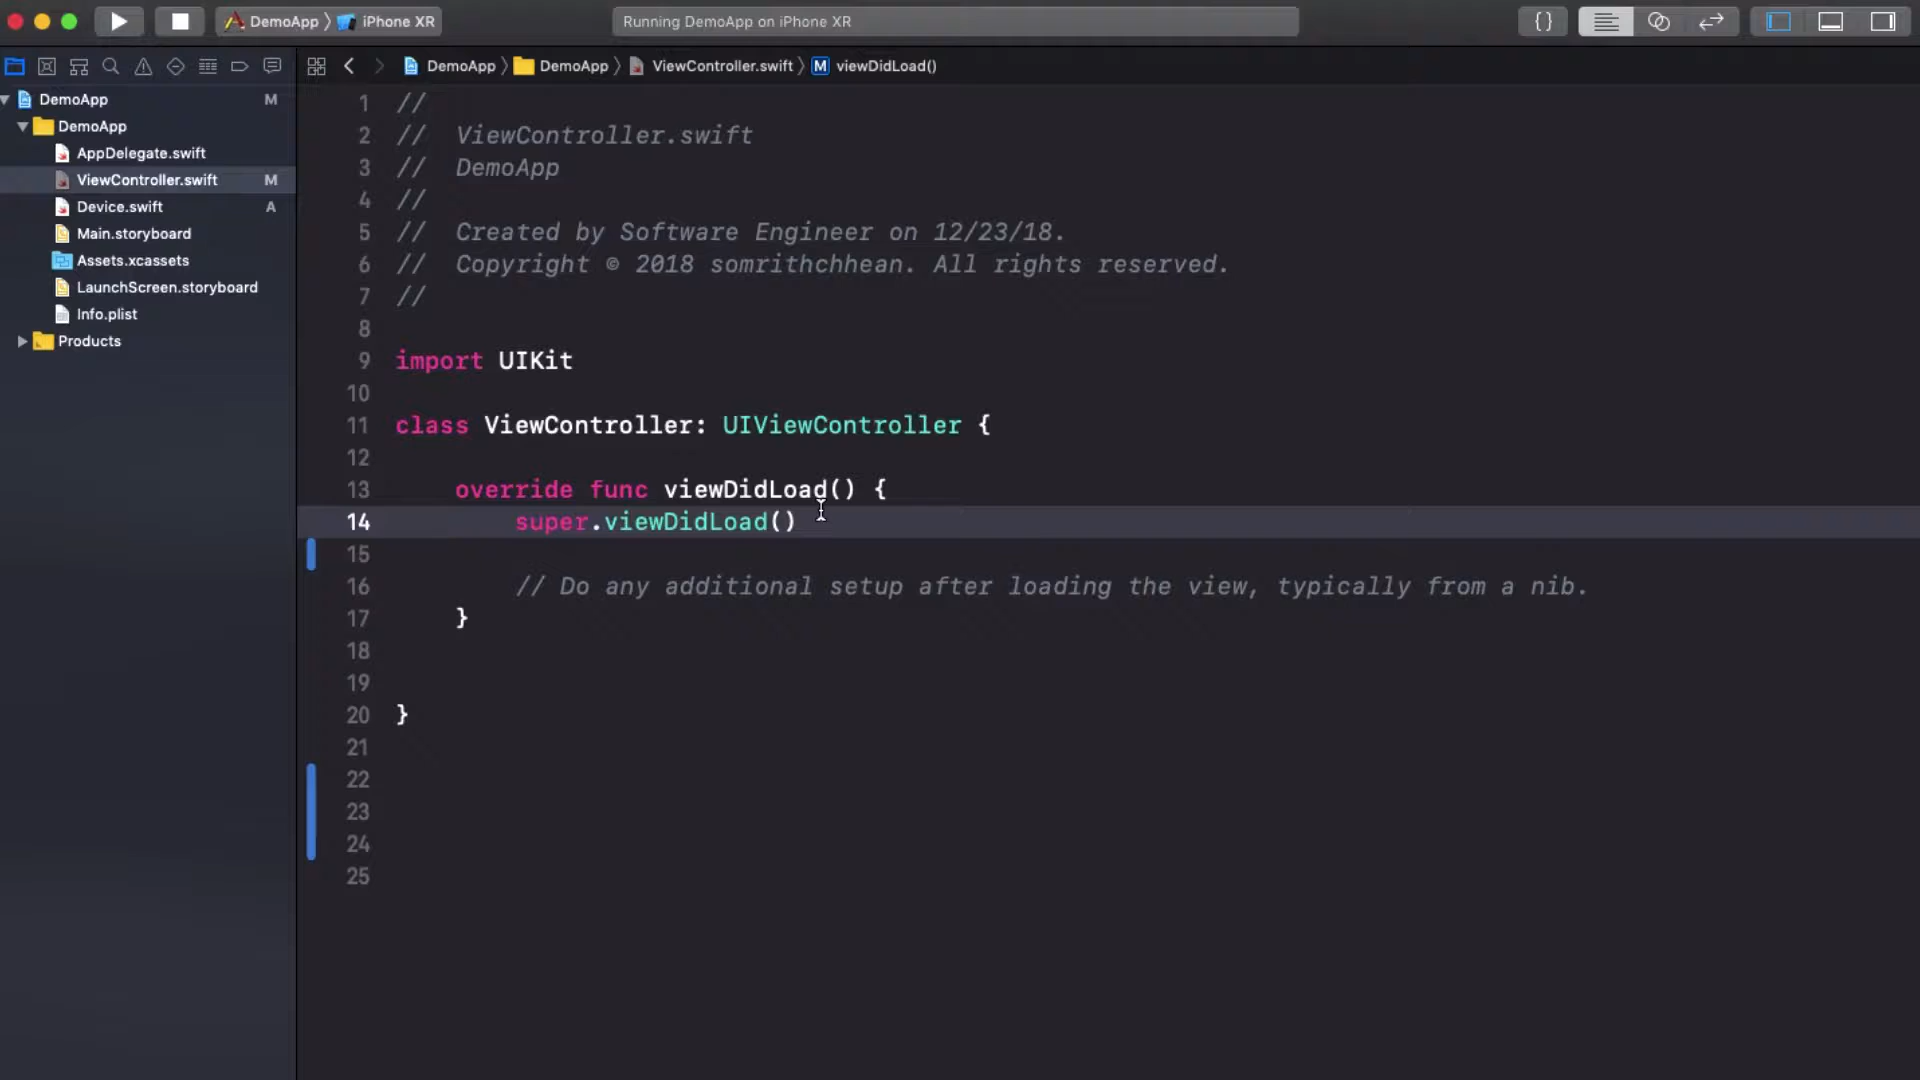 DemoApp 〉 iPhone XR
Running DemoApp on iPhone XR
{}
DemoApp 〉 DemoApp 〉 ViewController.swift 〉 M viewDidLoad()
DemoApp M
DemoApp
AppDelegate.swift
ViewController.swift M
Device.swift A
Main.storyboard
Assets.xcassets
LaunchScreen.storyboard
Info.plist
Products
1 //
2 //  ViewController.swift
3 //  DemoApp
4 //
5 //  Created by Software Engineer on 12/23/18.
6 //  Copyright © 2018 somrithchhean. All rights reserved.
7 //
8
9 import UIKit
10
11 class ViewController: UIViewController {
12
13     override func viewDidLoad() {
14         super.viewDidLoad()
15
16         // Do any additional setup after loading the view, typically from a nib.
17     }
18
19
20 }
21
22
23
24
25